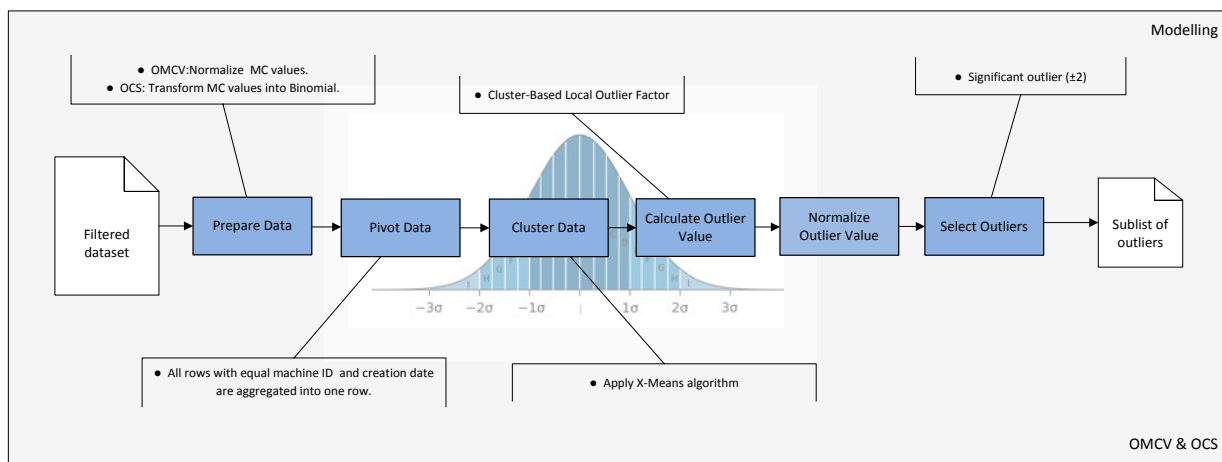 Modelling
● OMCV:Normalize MC values.
● OCS: Transform MC values into Binomial.
● Cluster-Based Local Outlier Factor
● Significant outlier (±2)
Filtered
dataset
Prepare Data
Pivot Data
Cluster Data
Calculate Outlier
Value
Normalize
Outlier Value
Select Outliers
Sublist of
outliers
I H G F
C D F G H I
−3σ −2σ −1σ 1σ 2σ 3σ
● All rows with equal machine ID and creation date
are aggregated into one row.
● Apply X-Means algorithm
OMCV & OCS